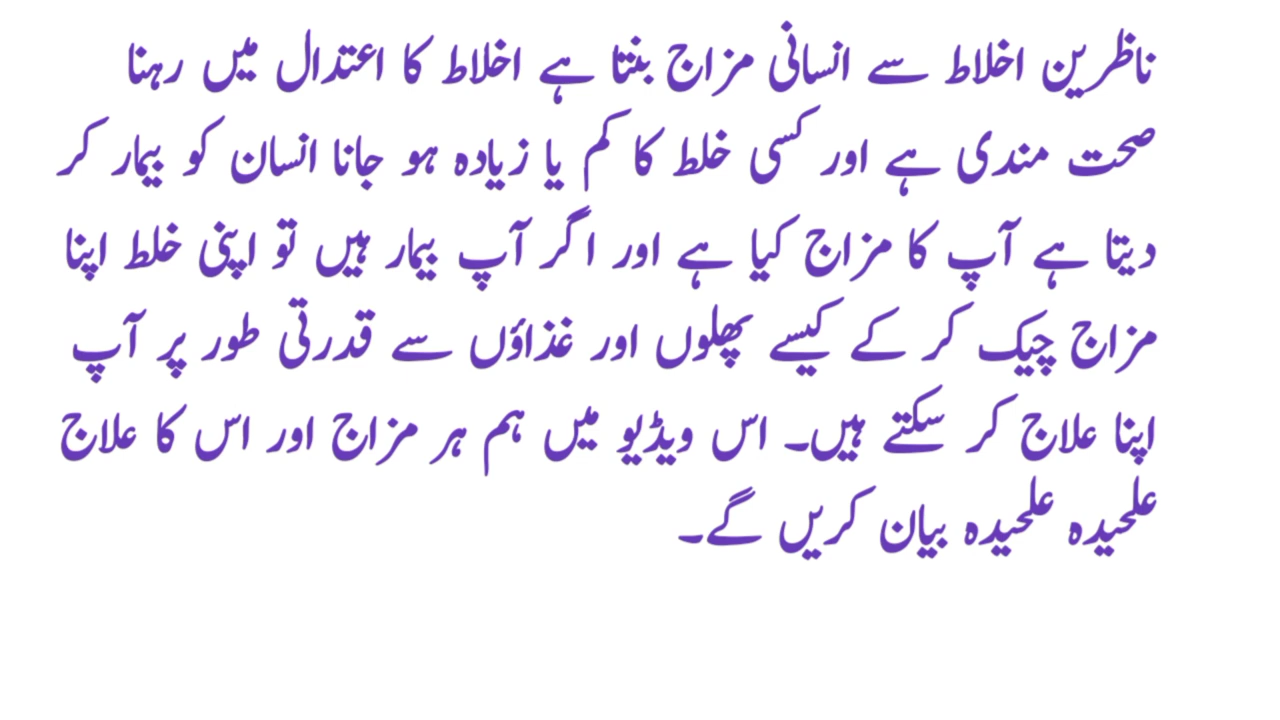 ناظرین اخلاط سے انسانی مزاج بنتا ہے اخلاط کا اعتدال میں رہنا
صحت مندی ہے اور کسی خلط کا کم یا زیادہ ہو جانا انسان کو بیمار کر
دیتا ہے آپ کا مزاج کیا ہے اور اگر آپ بیمار ہیں تو اپنی خلط اپنا
مزاج چیک کر کے کیسے پھلوں اور غذاؤں سے قدرتی طور پر آپ
اپنا علاج کر سکتے ہیں۔ اس ویڈیو میں ہم ہر مزاج اور اس کا علاج
علحیدہ علحیدہ بیان کریں گے۔